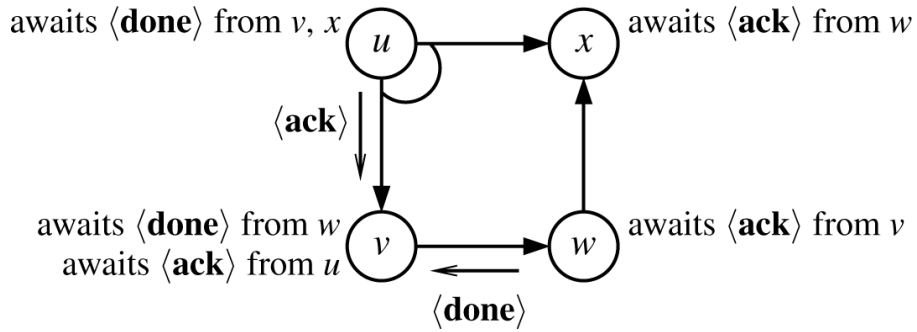 awaits ⟨done⟩ from v, x
u
x
awaits ⟨ack⟩ from w
⟨ack⟩
awaits ⟨done⟩ from w
awaits ⟨ack⟩ from u
v
w
awaits ⟨ack⟩ from v
⟨done⟩